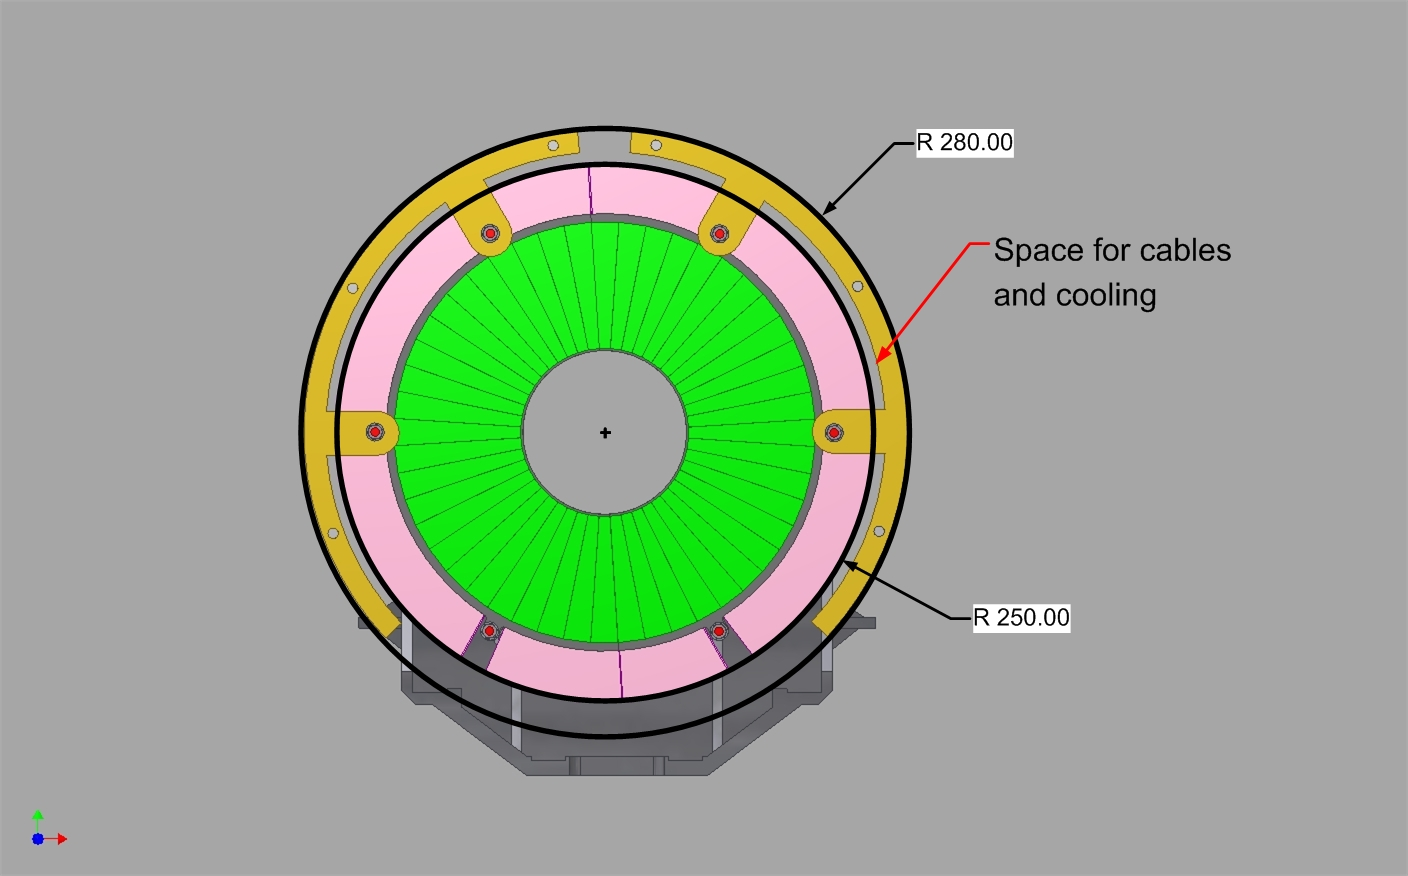 R 280.00
Space for cables
and cooling
R 250.00